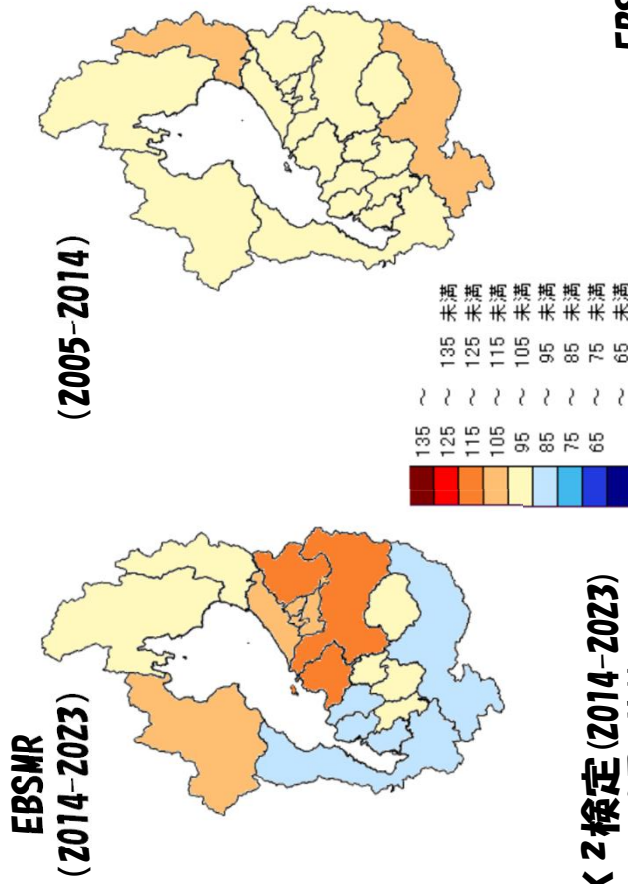 EBSMR
(2014-2023)
(2005-2014)
135 ～
125 ～ 135 未満
115 ～ 125 未満
105 ～ 115 未満
95 ～ 105 未満
85 ～ 95 未満
75 ～ 85 未満
65 ～ 75 未満
～ 65 未満
2検定(2014-2023)
EBS